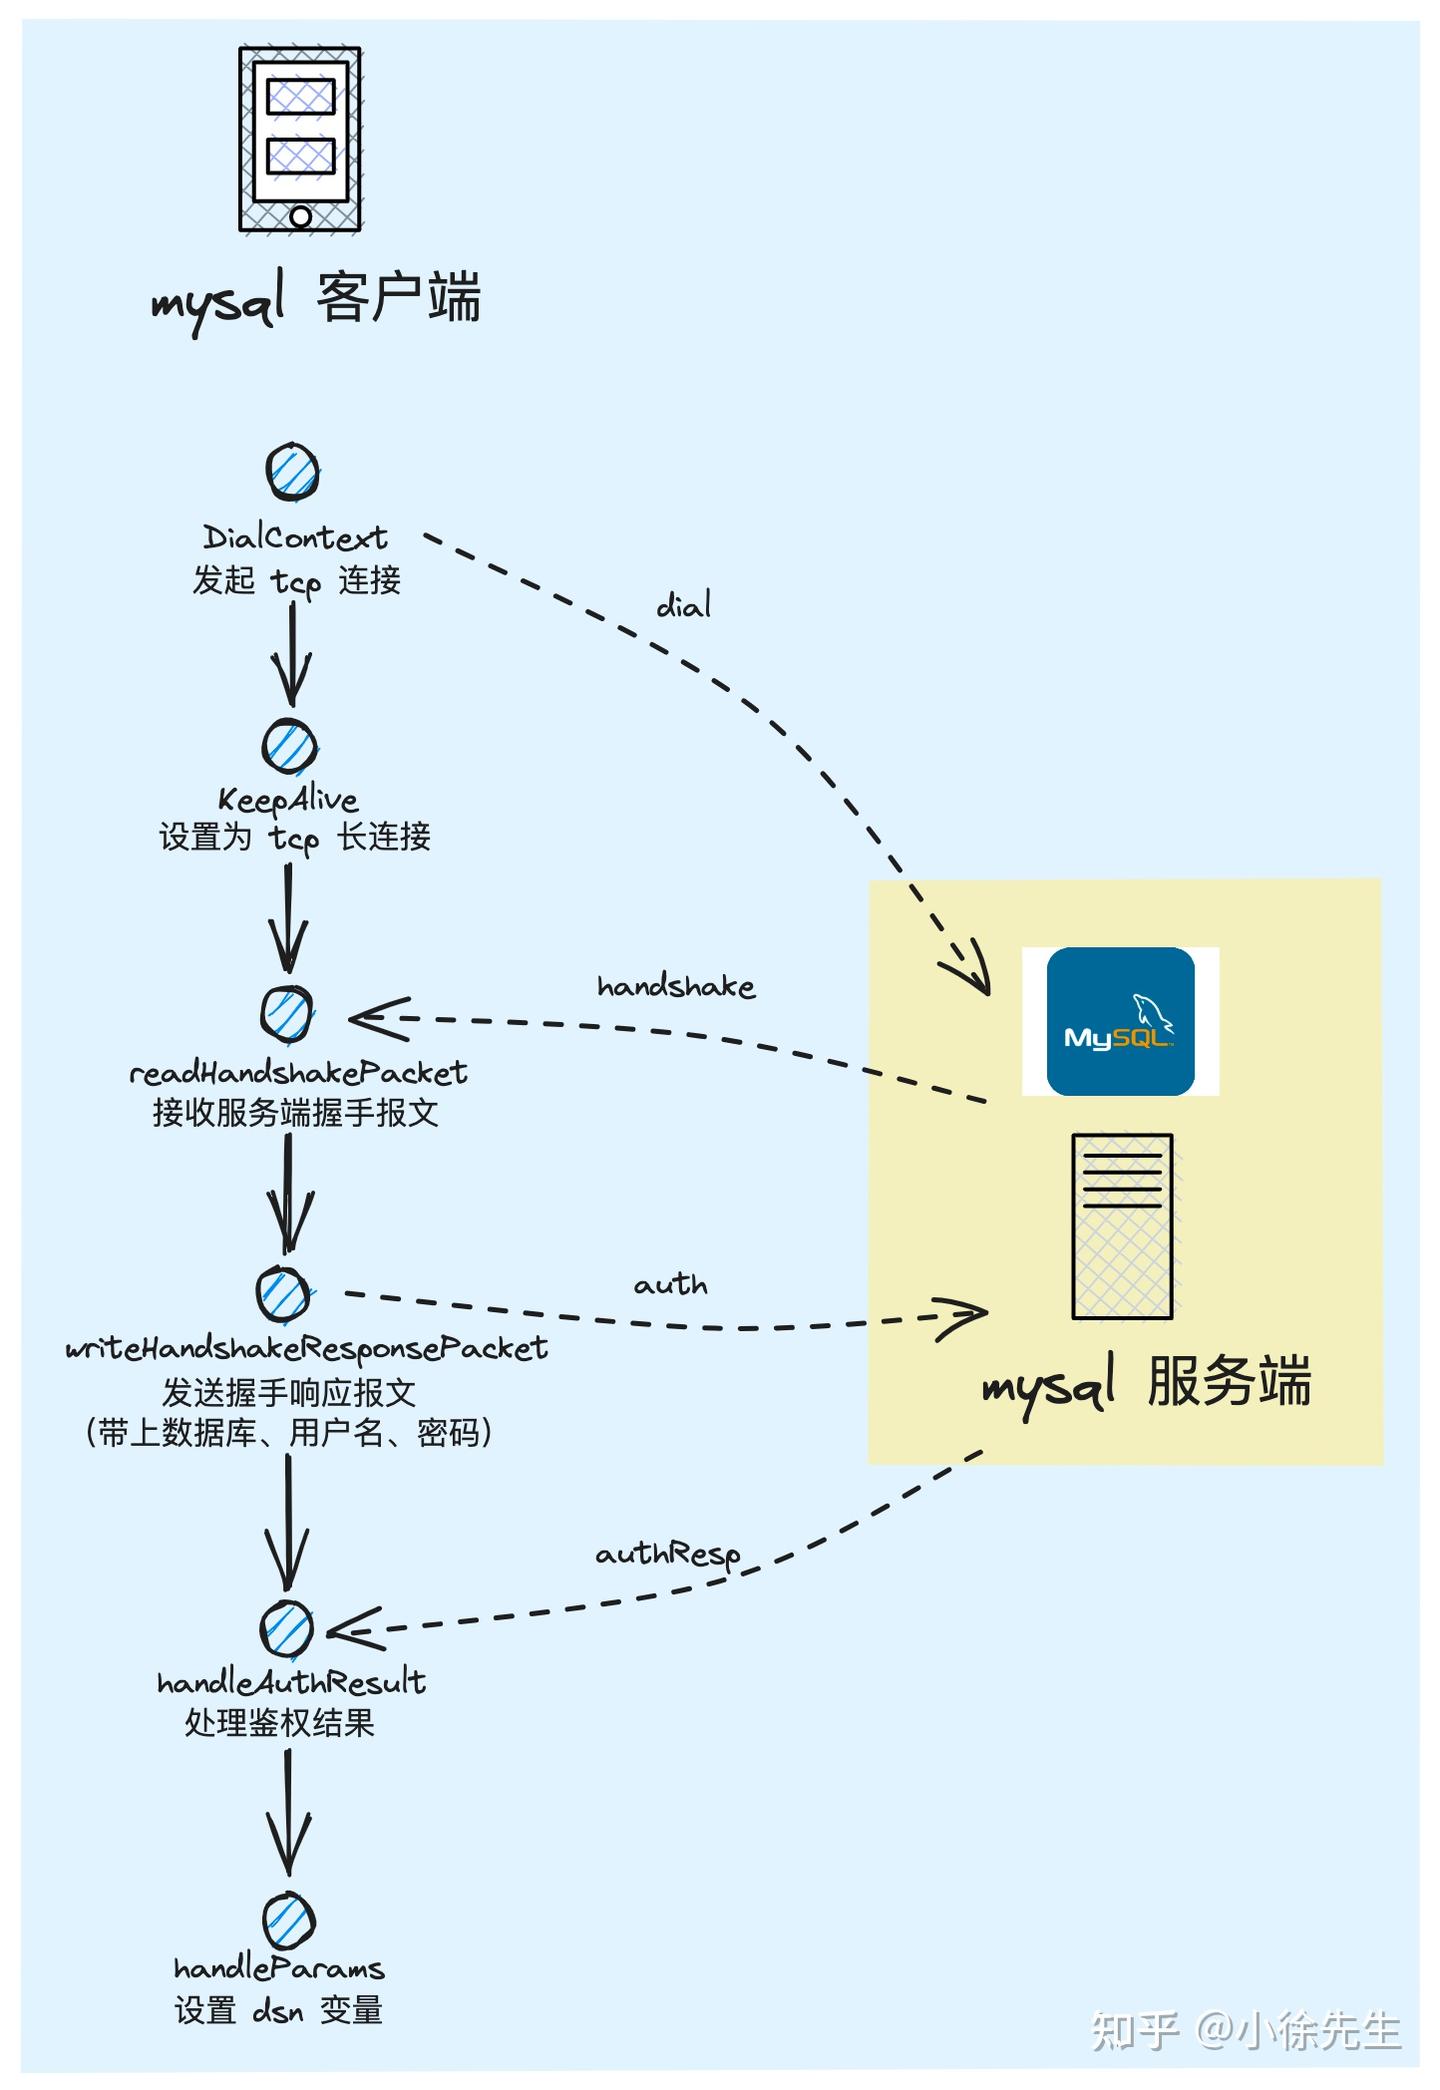 mysql 客户端
DialContext
发起 tcp 连接
dial
KeepAlive
设置为 tcp 长连接
handshake
MySQL
readHandshakePacket
接收服务端握手报文
auth
writeHandshakeResponsePacket
发送握手响应报文
（带上数据库、用户名、密码）
mysql 服务端
authResp
handleAuthResult
处理鉴权结果
handleParams
设置 dsn 变量
知乎 @小徐先生